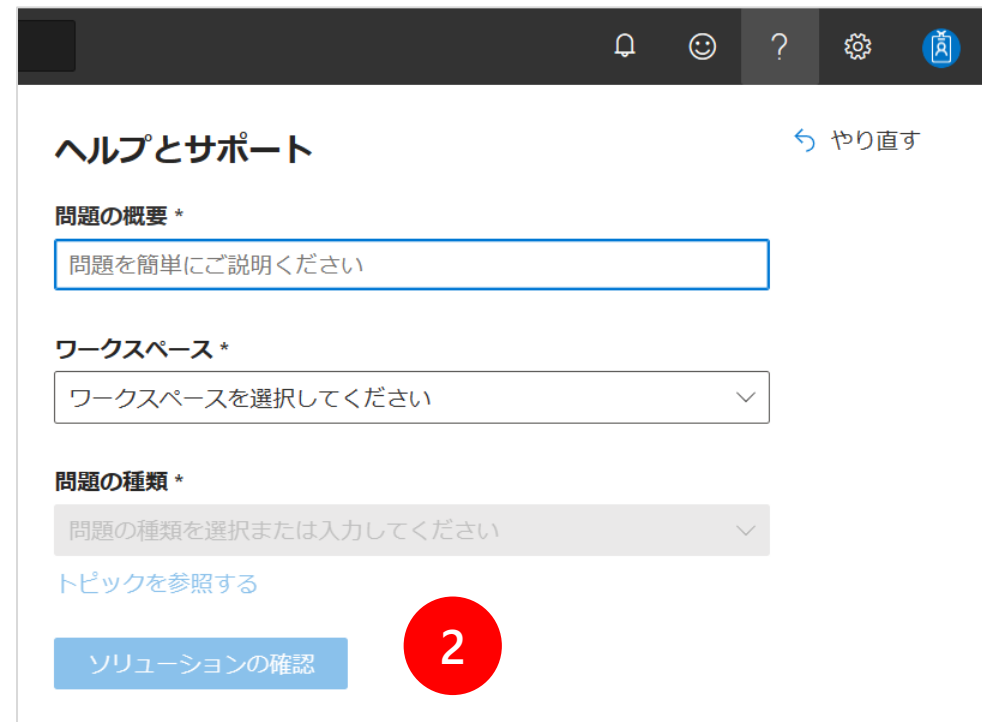 ?
ヘルプとサポート
やり直す
問題の概要 *
問題を簡単にご説明ください
ワークスペース *
ワークスペースを選択してください
問題の種類 *
問題の種類を選択または入力してください
トピックを参照する
ソリューションの確認
2